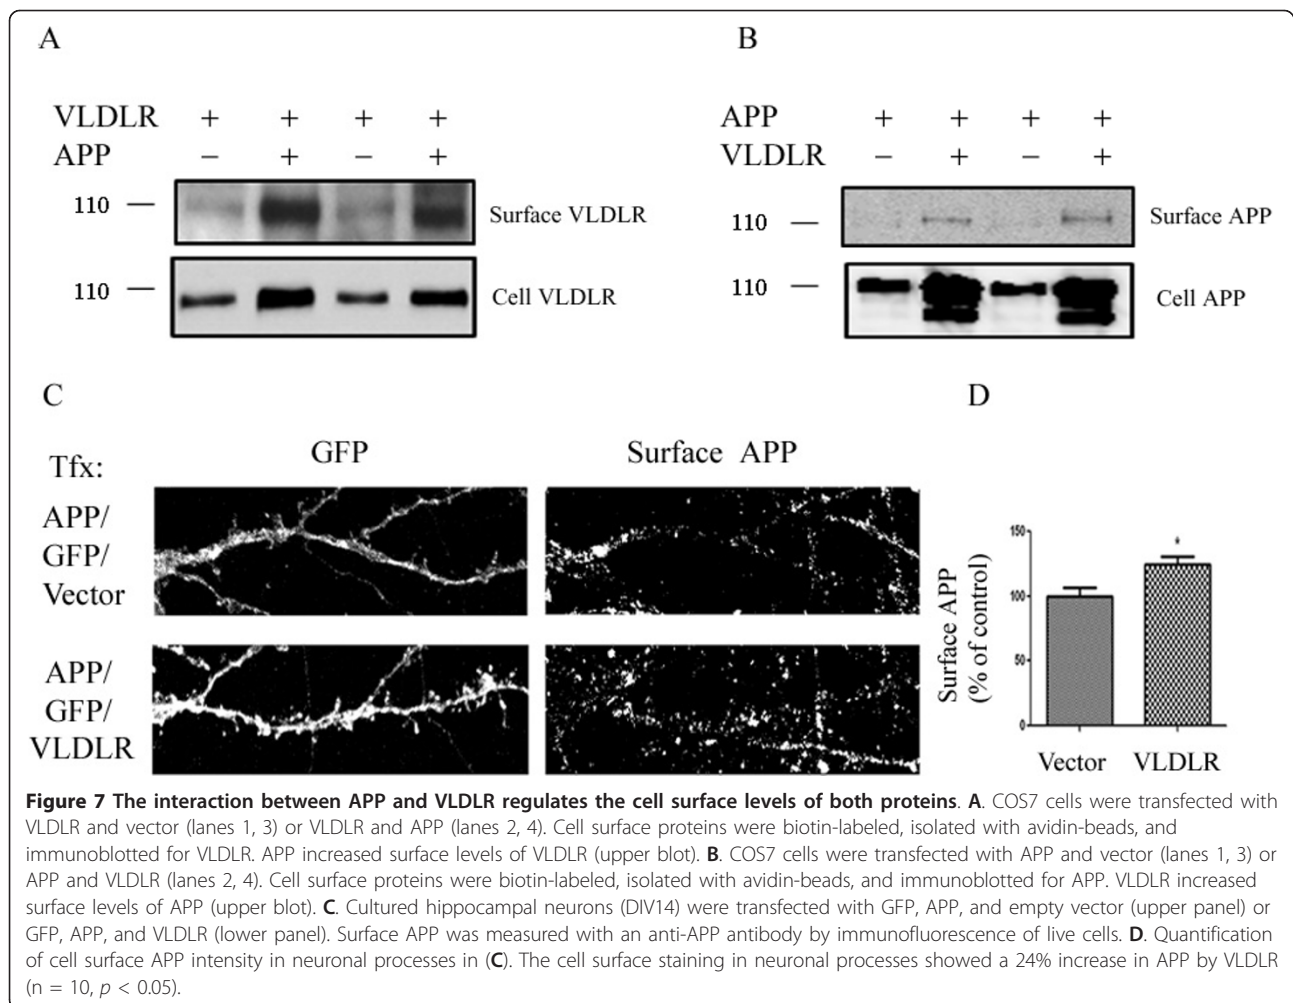 A
VLDLR + + + +
APP – + – +
110 — Surface VLDLR
110 — Cell VLDLR
B
APP + + + +
VLDLR – + – +
110 — Surface APP
110 — Cell APP
C
Tfx: GFP Surface APP
APP/
GFP/
Vector
APP/
GFP/
VLDLR
D
Surface APP
(% of control)
150
100
50
0
*
Vector VLDLR
Figure 7 The interaction between APP and VLDLR regulates the cell surface levels of both proteins. A. COS7 cells were transfected with
VLDLR and vector (lanes 1, 3) or VLDLR and APP (lanes 2, 4). Cell surface proteins were biotin-labeled, isolated with avidin-beads, and
immunoblotted for VLDLR. APP increased surface levels of VLDLR (upper blot). B. COS7 cells were transfected with APP and vector (lanes 1, 3) or
APP and VLDLR (lanes 2, 4). Cell surface proteins were biotin-labeled, isolated with avidin-beads, and immunoblotted for APP. VLDLR increased
surface levels of APP (upper blot). C. Cultured hippocampal neurons (DIV14) were transfected with GFP, APP, and empty vector (upper panel) or
GFP, APP, and VLDLR (lower panel). Surface APP was measured with an anti-APP antibody by immunofluorescence of live cells. D. Quantification
of cell surface APP intensity in neuronal processes in (C). The cell surface staining in neuronal processes showed a 24% increase in APP by VLDLR
(n = 10, p < 0.05).